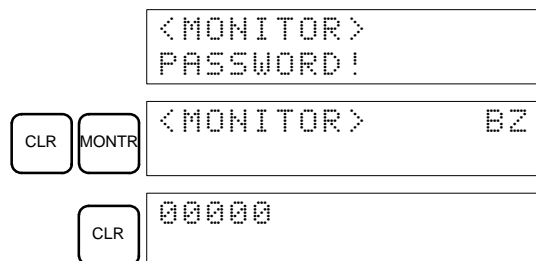 <MONITOR>
PASSWORD!
CLR MONTR <MONITOR> BZ
CLR 00000